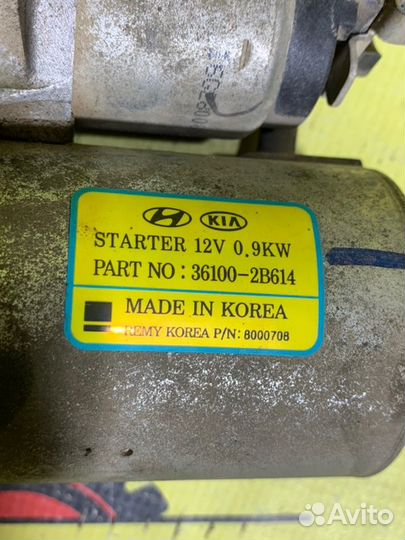 KIA
STARTER 12V 0.9KW
PART NO : 36100-2B614
MADE IN KOREA
REMY KOREA P/N: 8000708
Avito